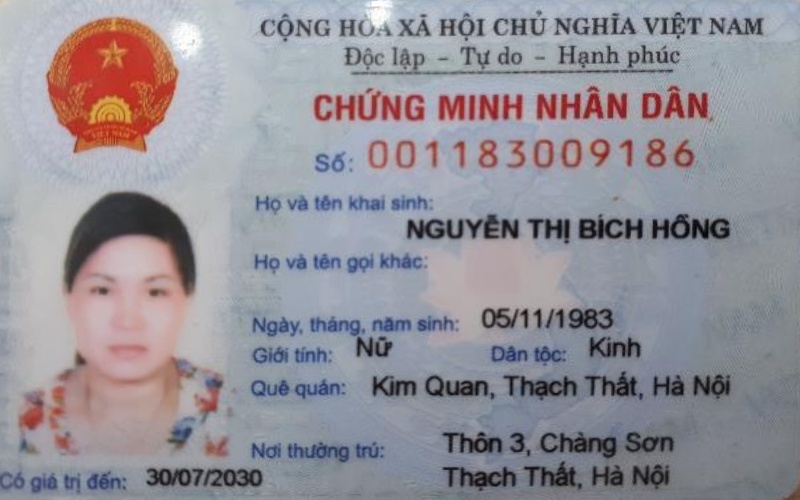 CỘNG HÒA XÃ HỘI CHỦ NGHĨA VIỆT NAM
Độc lập - Tự do - Hạnh phúc
CHỨNG MINH NHÂN DÂN
Số: 001183009186
Họ và tên khai sinh:
NGUYỄN THỊ BÍCH HỒNG
Họ và tên gọi khác:
Ngày, tháng, năm sinh: 05/11/1983
Giới tính: Nữ Dân tộc: Kinh
Quê quán: Kim Quan, Thạch Thất, Hà Nội
Nơi thường trú: Thôn 3, Chàng Sơn
Thạch Thất, Hà Nội
Có giá trị đến: 30/07/2030
VIỆT NAM